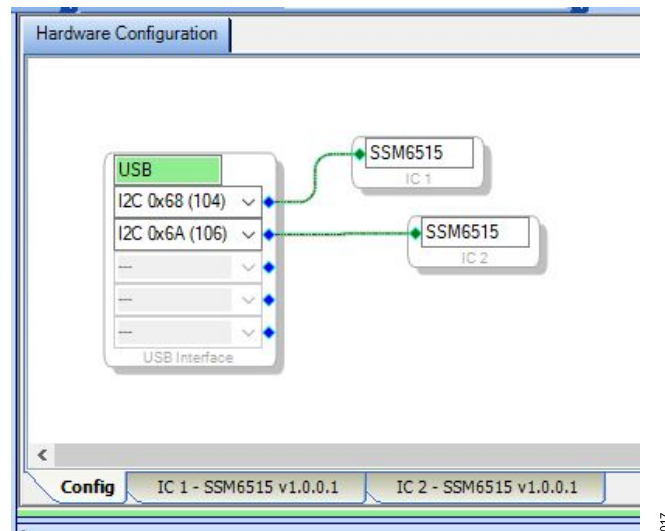 Hardware Configuration
USB
I2C 0x68 (104)
I2C 0x6A (106)
---
---
---
USB Interface
SSM6515
IC 1
SSM6515
IC 2
Config
IC 1 - SSM6515 v1.0.0.1
IC 2 - SSM6515 v1.0.0.1
017